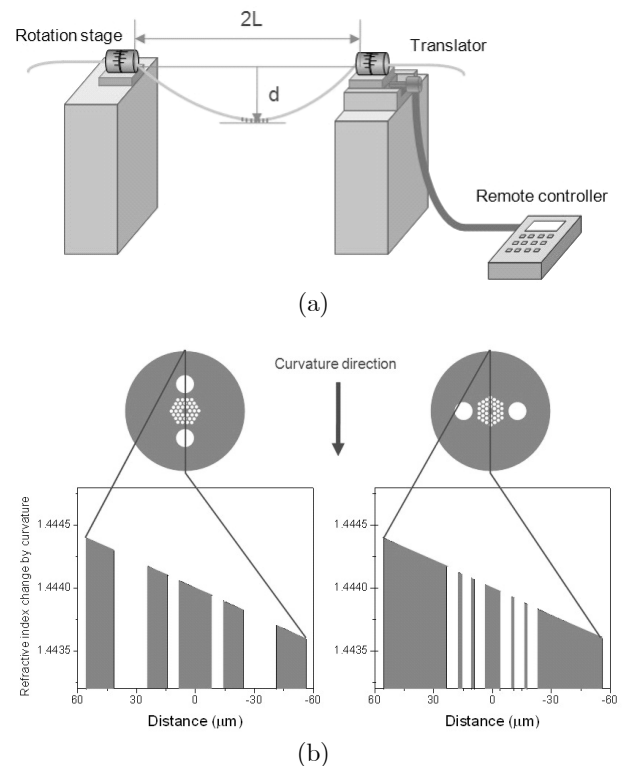 2L
Rotation stage
Translator
d
Remote controller
(a)
Curvature direction
Refractive index change by curvature
1.4445
1.4440
1.4435
60 30 0 -30 -60
Distance (μm)
1.4445
1.4440
1.4435
60 30 0 -30 -60
Distance (μm)
(b)